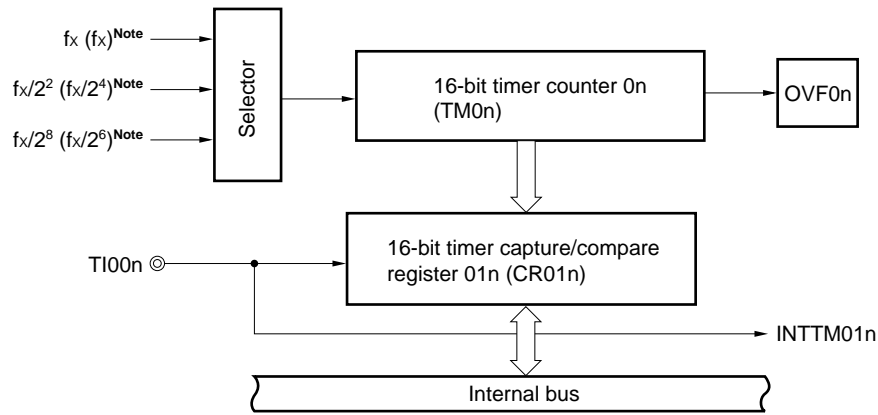 fx (fx)Note
fx/2² (fx/2⁴)Note
fx/2⁸ (fx/2⁶)Note
Selector
16-bit timer counter 0n
(TM0n)
OVF0n
TI00n
16-bit timer capture/compare
register 01n (CR01n)
INTTM01n
Internal bus